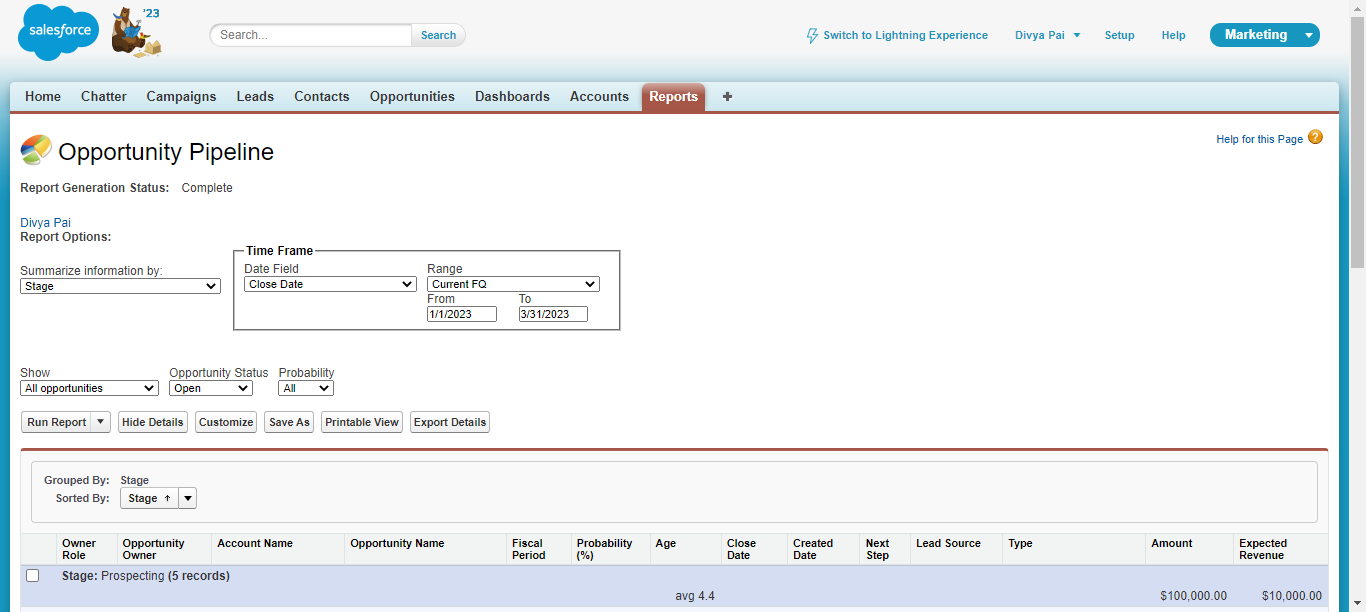 salesforce
'23
Search...
Search
Switch to Lightning Experience
Divya Pai
Setup
Help
Marketing
Home
Chatter
Campaigns
Leads
Contacts
Opportunities
Dashboards
Accounts
Reports
Opportunity Pipeline
Help for this Page ?
Report Generation Status: Complete
Divya Pai
Report Options:
Summarize information by:
Stage
Time Frame
Date Field
Close Date
Range
Current FQ
From
To
1/1/2023
3/31/2023
Show
Opportunity Status
Probability
All opportunities
Open
All
Run Report
Hide Details
Customize
Save As
Printable View
Export Details
Grouped By: Stage
Sorted By: Stage ↑
Owner Role
Opportunity Owner
Account Name
Opportunity Name
Fiscal Period
Probability (%)
Age
Close Date
Created Date
Next Step
Lead Source
Type
Amount
Expected Revenue
Stage: Prospecting (5 records)
avg 4.4
$100,000.00
$10,000.00